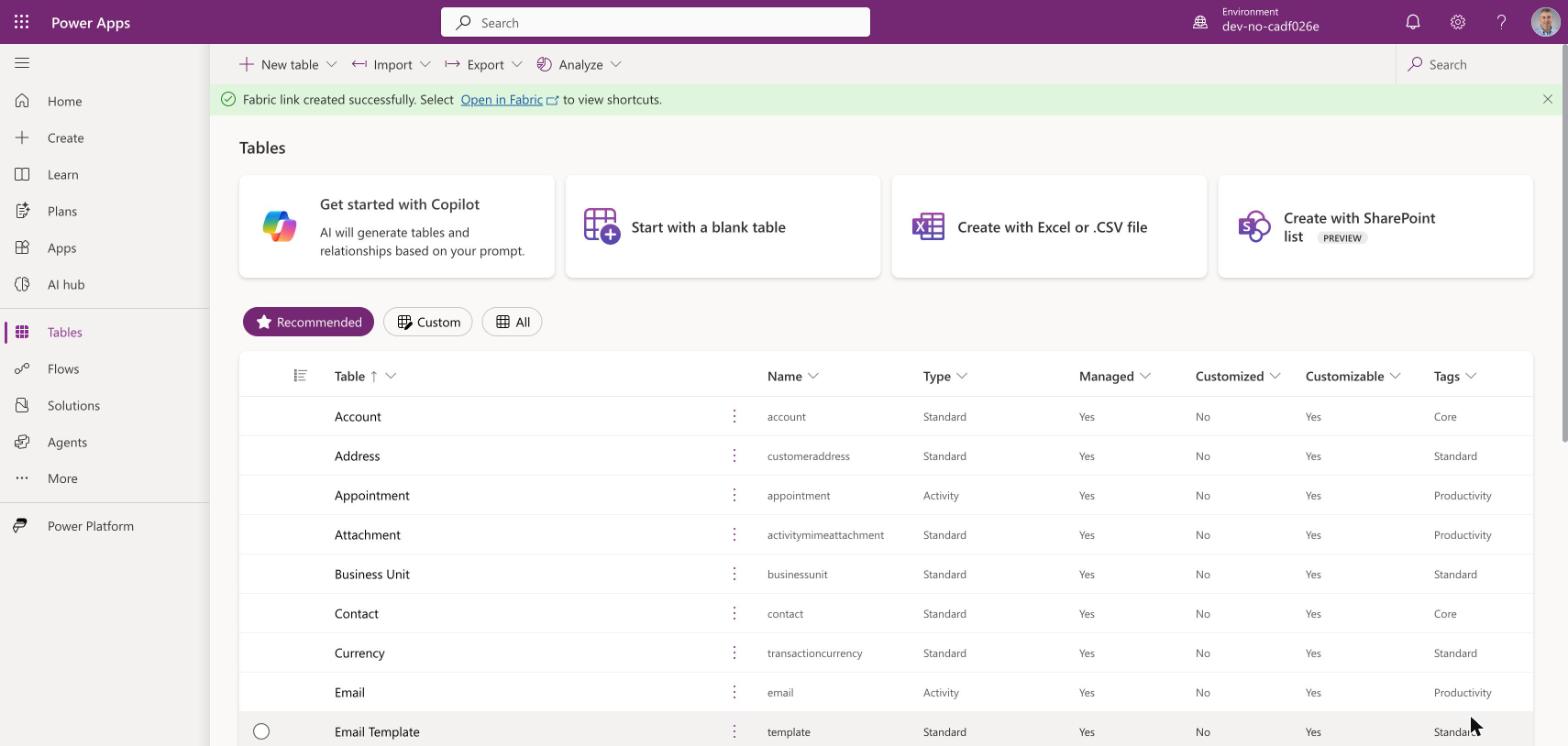 Power Apps
Search
Environment
dev-no-cadf026e
?
New table
Import
Export
Analyze
Search
Fabric link created successfully. Select Open in Fabric to view shortcuts.
Home
Create
Learn
Plans
Apps
AI hub
Tables
Flows
Solutions
Agents
More
Power Platform
Tables
Get started with Copilot
AI will generate tables and
relationships based on your prompt.
Start with a blank table
Create with Excel or .CSV file
Create with SharePoint
list PREVIEW
Recommended Custom All
Table Name Type Managed Customized Customizable Tags
Account account Standard Yes No Yes Core
Address customeraddress Standard Yes No Yes Standard
Appointment appointment Activity Yes No Yes Productivity
Attachment activitymimeattachment Standard Yes No Yes Productivity
Business Unit businessunit Standard Yes No Yes Standard
Contact contact Standard Yes No Yes Core
Currency transactioncurrency Standard Yes No Yes Standard
Email email Activity Yes No Yes Productivity
Email Template template Standard Yes No Yes Standard